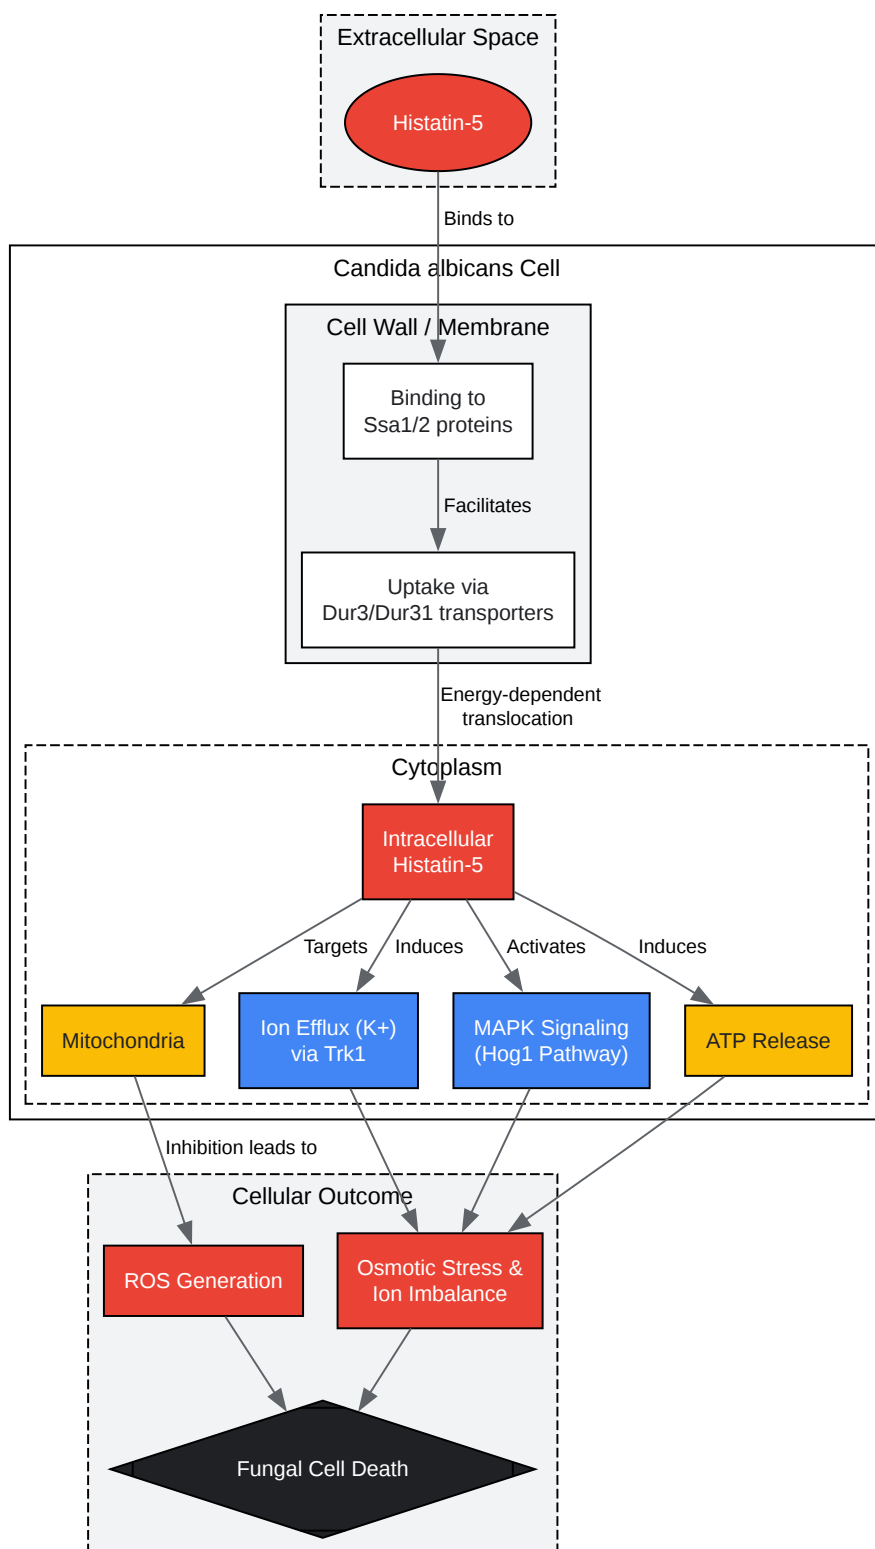 Extracellular Space
Histatin-5
Binds to
Candida albicans Cell
Cell Wall / Membrane
Binding to
Ssa1/2 proteins
Facilitates
Uptake via
Dur3/Dur31 transporters
Energy-dependent
translocation
Cytoplasm
Intracellular
Histatin-5
Targets
Induces
Activates
Induces
Mitochondria
Ion Efflux (K+)
via Trk1
MAPK Signaling
(Hog1 Pathway)
ATP Release
Inhibition leads to
Cellular Outcome
ROS Generation
Osmotic Stress &
Ion Imbalance
Fungal Cell Death